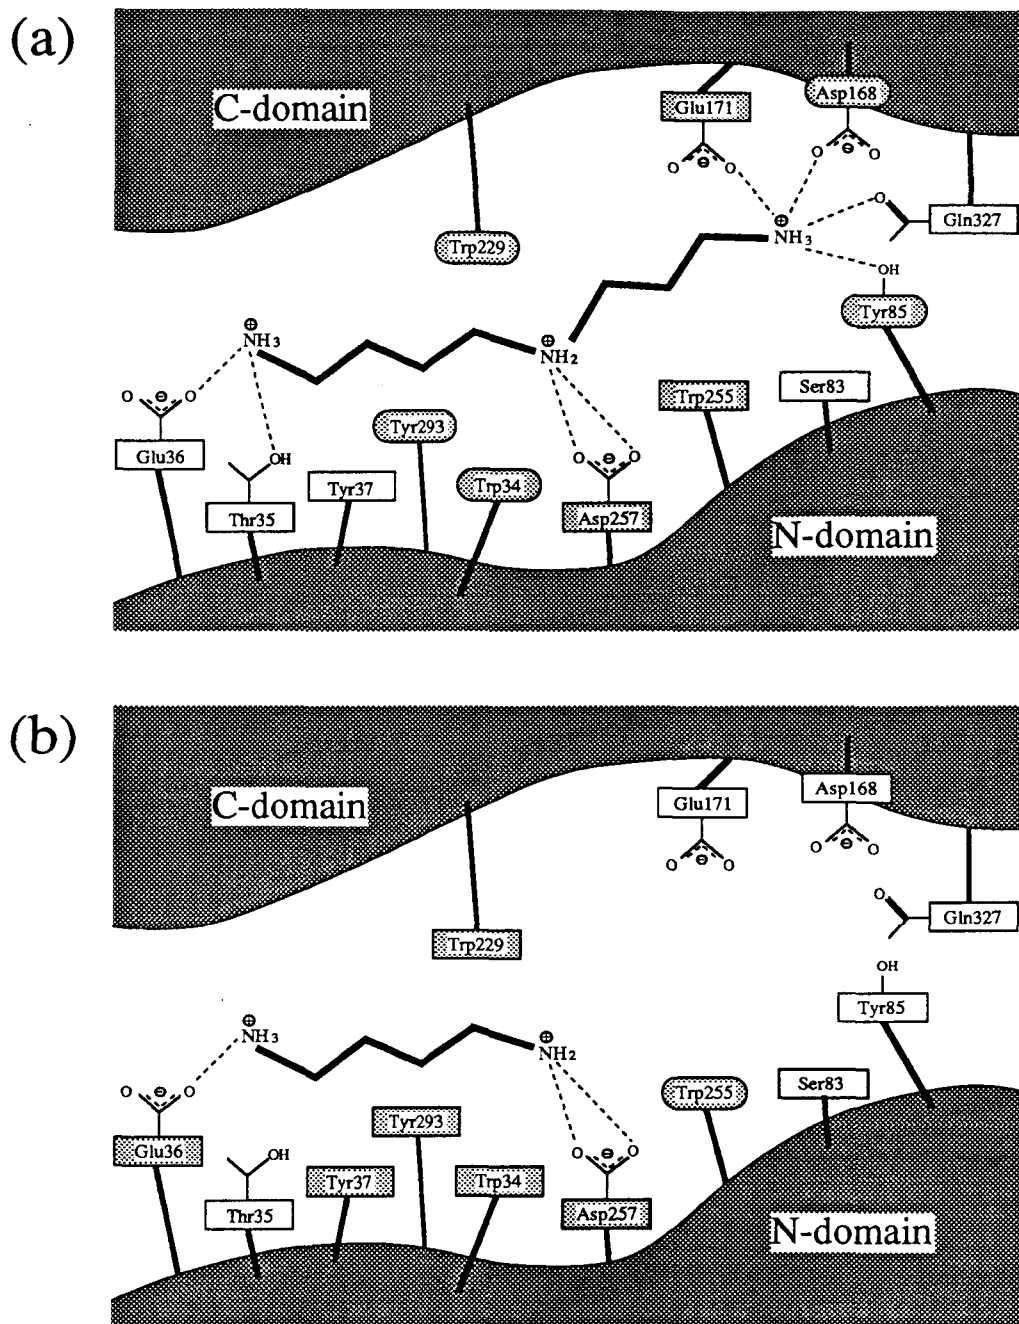 (a)
C-domain
Glu171
Asp168
O
⊖
O
O
⊖
O
O
Gln327
⊕
NH3
Trp229
OH
Tyr85
⊕
NH3
⊕
NH2
O
⊖
O
Glu36
OH
Thr35
Tyr37
Tyr293
Trp34
O
⊖
O
Asp257
Trp255
Ser83
N-domain
(b)
C-domain
Glu171
Asp168
O
⊖
O
O
⊖
O
O
Gln327
Trp229
OH
Tyr85
⊕
NH3
⊕
NH2
O
⊖
O
Glu36
OH
Thr35
Tyr37
Tyr293
Trp34
O
⊖
O
Asp257
Trp255
Ser83
N-domain